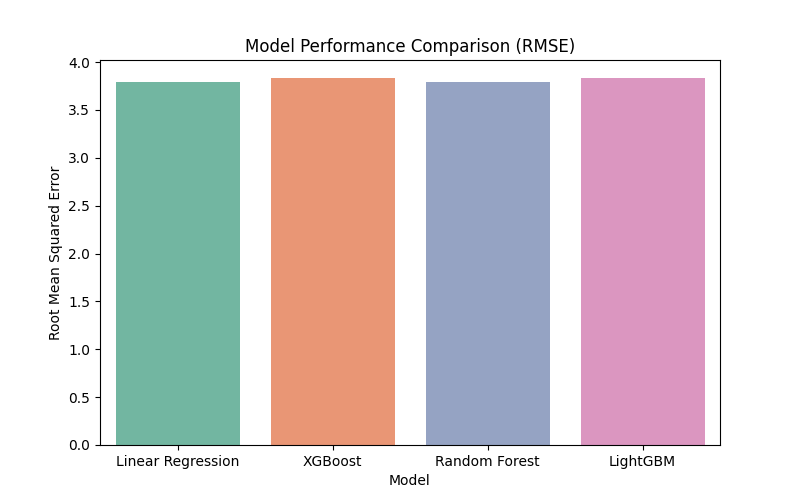 Model Performance Comparison (RMSE)
Root Mean Squared Error
4.0
3.5
3.0
2.5
2.0
1.5
1.0
0.5
0.0
Linear Regression
XGBoost
Random Forest
LightGBM
Model